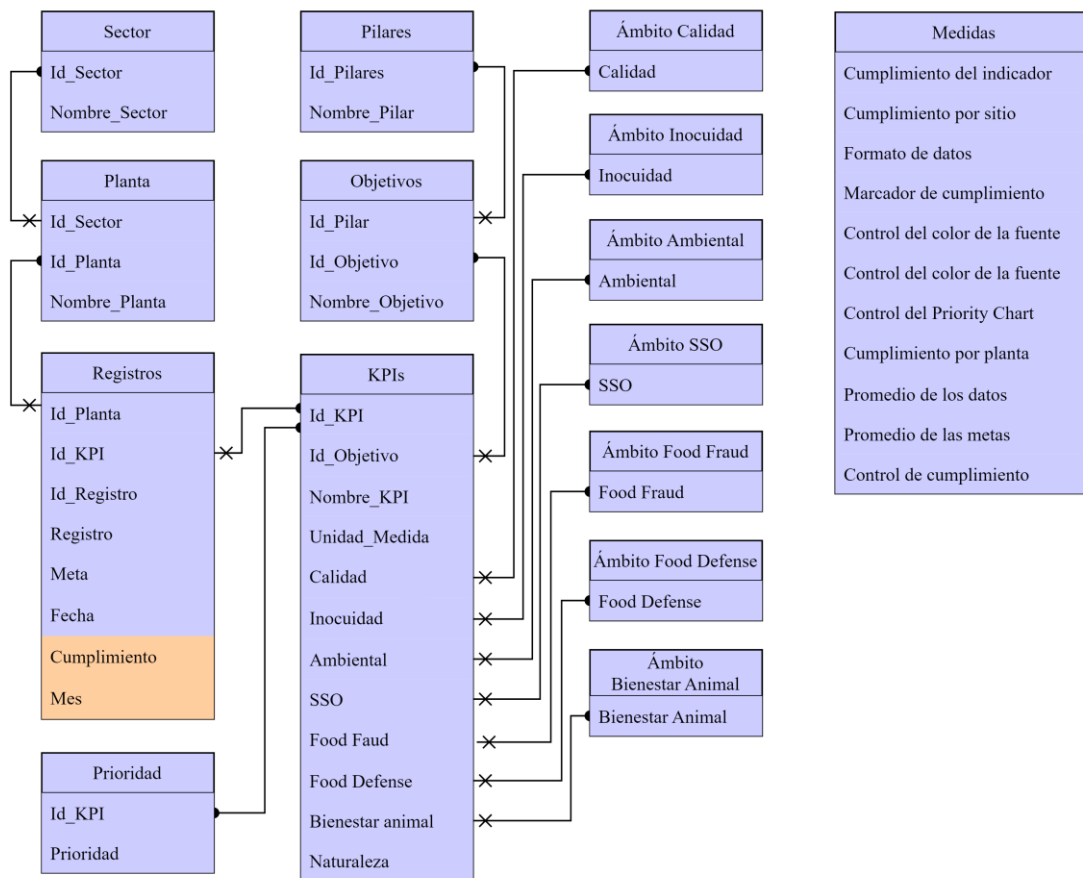 Sector
Id_Sector
Nombre_Sector
Planta
Id_Sector
Id_Planta
Nombre_Planta
Registros
Id_Planta
Id_KPI
Id_Registro
Registro
Meta
Fecha
Cumplimiento
Mes
Prioridad
Id_KPI
Prioridad
Pilares
Id_Pilares
Nombre_Pilar
Objetivos
Id_Pilar
Id_Objetivo
Nombre_Objetivo
KPIs
Id_KPI
Id_Objetivo
Nombre_KPI
Unidad_Medida
Calidad
Inocuidad
Ambiental
SSO
Food Faud
Food Defense
Bienestar animal
Naturaleza
Ámbito Calidad
Calidad
Ámbito Inocuidad
Inocuidad
Ámbito Ambiental
Ambiental
Ámbito SSO
SSO
Ámbito Food Fraud
Food Fraud
Ámbito Food Defense
Food Defense
Ámbito
Bienestar Animal
Bienestar Animal
Medidas
Cumplimiento del indicador
Cumplimiento por sitio
Formato de datos
Marcador de cumplimiento
Control del color de la fuente
Control del color de la fuente
Control del Priority Chart
Cumplimiento por planta
Promedio de los datos
Promedio de las metas
Control de cumplimiento